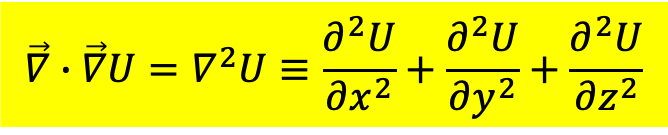 ∇⃗ · ∇⃗U = ∇²U ≡ ∂²U/∂x² + ∂²U/∂y² + ∂²U/∂z²